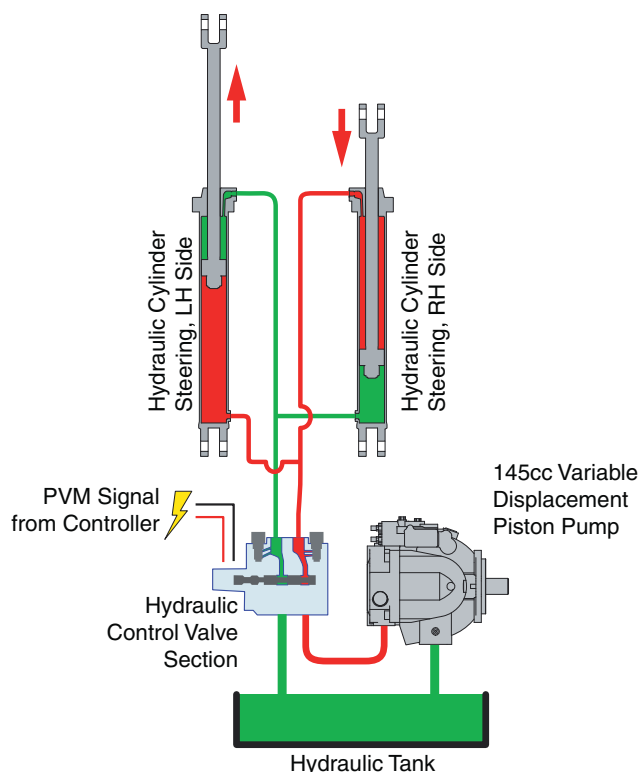 Hydraulic Cylinder
Steering, LH Side
Hydraulic Cylinder
Steering, RH Side
145cc Variable
Displacement
Piston Pump
PVM Signal
from Controller
Hydraulic
Control Valve
Section
Hydraulic Tank